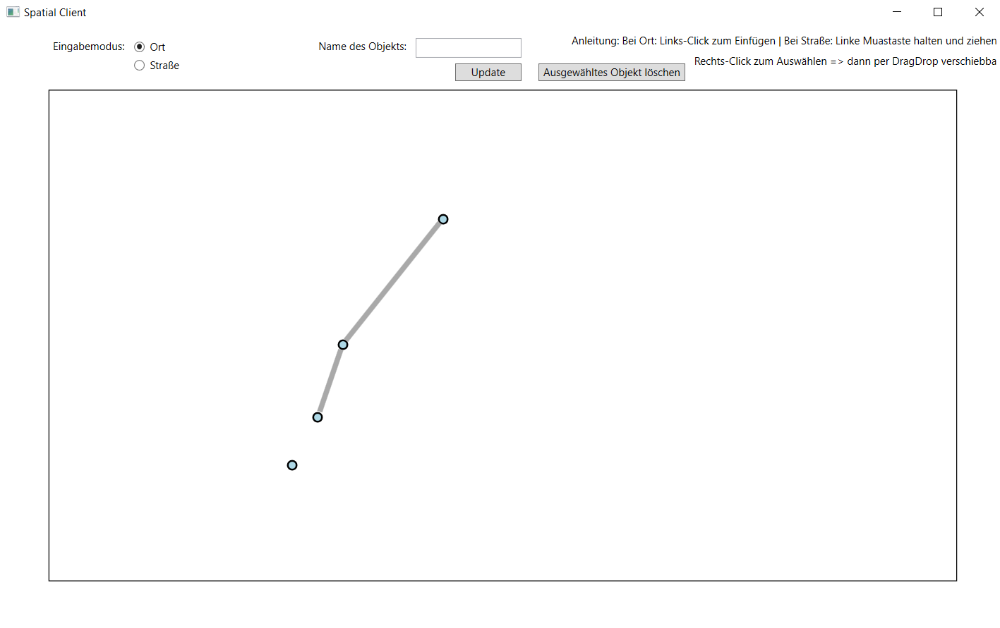 Spatial Client
Eingabemodus:
Ort
Straße
Name des Objekts:
Update
Ausgewähltes Objekt löschen
Anleitung: Bei Ort: Links-Click zum Einfügen | Bei Straße: Linke Muastaste halten und ziehen
Rechts-Click zum Auswählen => dann per DragDrop verschiebba